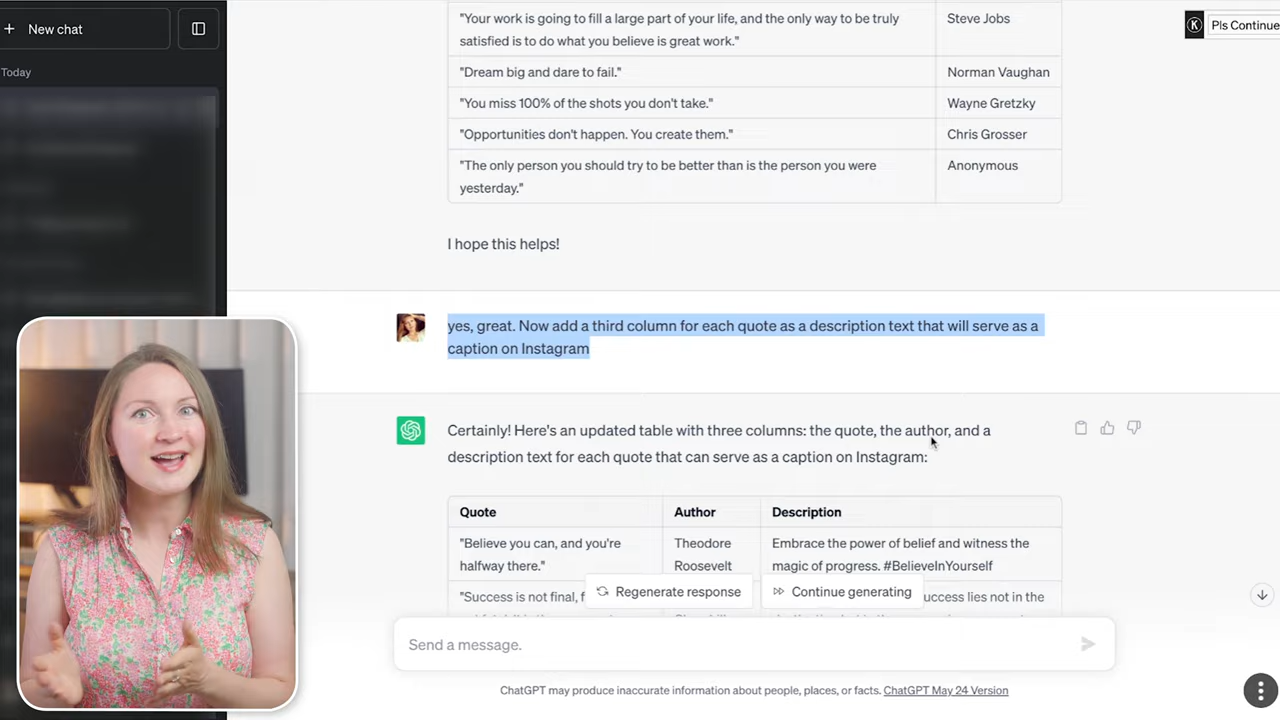 New chat
Today
"Your work is going to fill a large part of your life, and the only way to be truly
satisfied is to do what you believe is great work."
Steve Jobs
"Dream big and dare to fail."
Norman Vaughan
"You miss 100% of the shots you don't take."
Wayne Gretzky
"Opportunities don't happen. You create them."
Chris Grosser
"The only person you should try to be better than is the person you were
yesterday."
Anonymous
K
Pls Continue
I hope this helps!
yes, great. Now add a third column for each quote as a description text that will serve as a
caption on Instagram
Certainly! Here's an updated table with three columns: the quote, the author, and a
description text for each quote that can serve as a caption on Instagram:
Quote
Author
Description
"Believe you can, and you're
halfway there."
Theodore
Roosevelt
Embrace the power of belief and witness the
magic of progress. #BelieveInYourself
"Success is not final,
success lies not in the
Regenerate response
Continue generating
Send a message.
ChatGPT may produce inaccurate information about people, places, or facts. ChatGPT May 24 Version